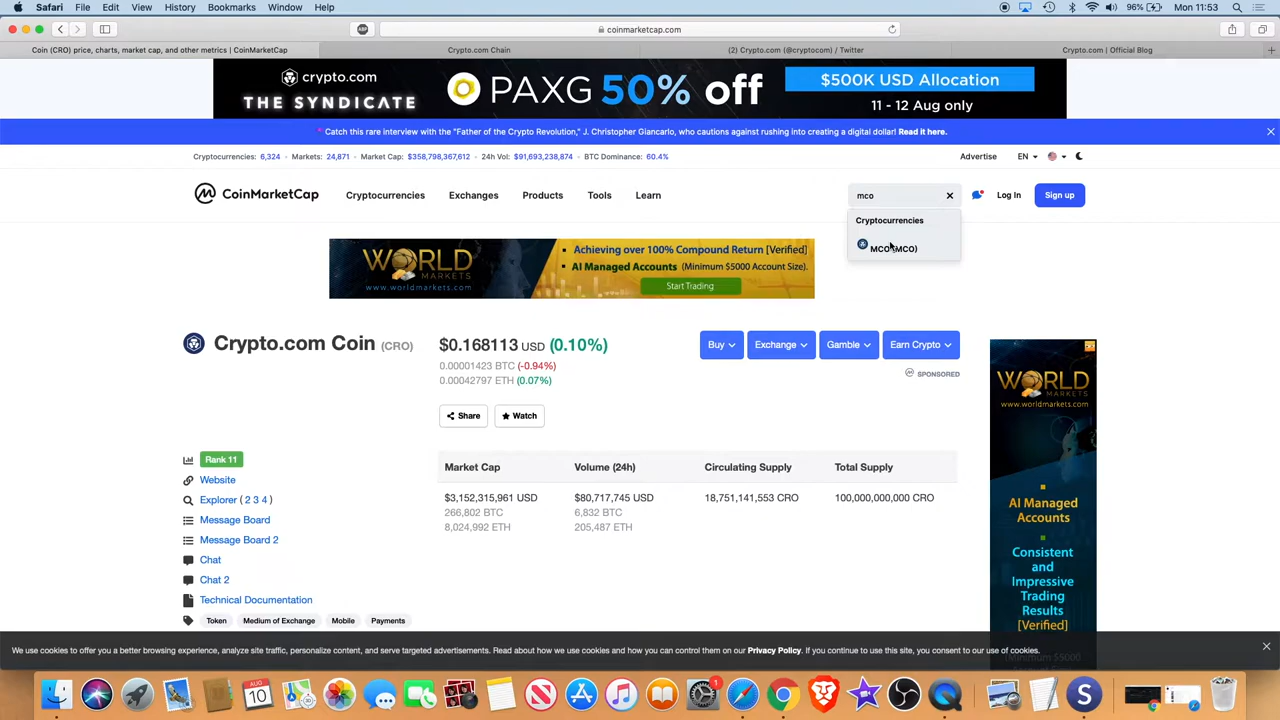 Safari File Edit View History Bookmarks Window Help 96% Mon 11:53
coinmarketcap.com
Coin (CRO) price, charts, market cap, and other metrics | CoinMarketCap
Crypto.com Chain
(2) Crypto.com (@cryptocom) / Twitter
Crypto.com | Official Blog
crypto.com
THE SYNDICATE
PAXG 50% off
$500K USD Allocation
11 - 12 Aug only
Catch this rare interview with the "Father of the Crypto Revolution," J. Christopher Giancarlo, who cautions against rushing into creating a digital dollar! Read it here.
Cryptocurrencies: 6,324 • Markets: 24,871 • Market Cap: $358,798,367,612 • 24h Vol: $91,693,238,874 • BTC Dominance: 60.4%
Advertise EN
CoinMarketCap
Cryptocurrencies Exchanges Products Tools Learn
mco
Log In Sign up
Cryptocurrencies
MCO (MCO)
WORLD
MARKETS
www.worldmarkets.com
Achieving over 100% Compound Return [Verified]
AI Managed Accounts (Minimum $5000 Account Size).
Start Trading
Crypto.com Coin (CRO)
$0.168113 USD (0.10%)
0.00001423 BTC (-0.94%)
0.00042797 ETH (0.07%)
Buy Exchange Gamble Earn Crypto
SPONSORED
Share Watch
Rank 11
Website
Explorer ( 2 3 4 )
Message Board
Message Board 2
Chat
Chat 2
Technical Documentation
Token Medium of Exchange Mobile Payments
Market Cap Volume (24h) Circulating Supply Total Supply
$3,152,315,961 USD $80,717,745 USD 18,751,141,553 CRO 100,000,000,000 CRO
266,802 BTC 6,832 BTC
8,024,992 ETH 205,487 ETH
WORLD
MARKETS
www.worldmarkets.com
AI Managed
Accounts
Consistent
and
Impressive
Trading
Results
[Verified]
(Minimum $5000
We use cookies to offer you a better browsing experience, analyze site traffic, personalize content, and serve targeted advertisements. Read about how we use cookies and how you can control them on our Privacy Policy. If you continue to use this site, you consent to our use of cookies.
AUG
10
1
S